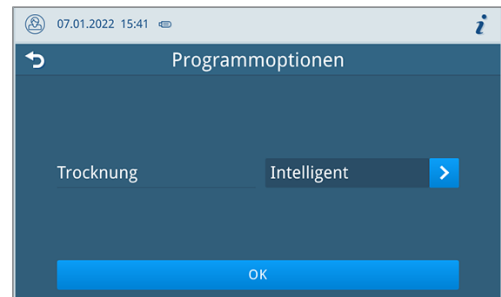 07.01.2022 15:41 i
Programmoptionen
Trocknung Intelligent
OK